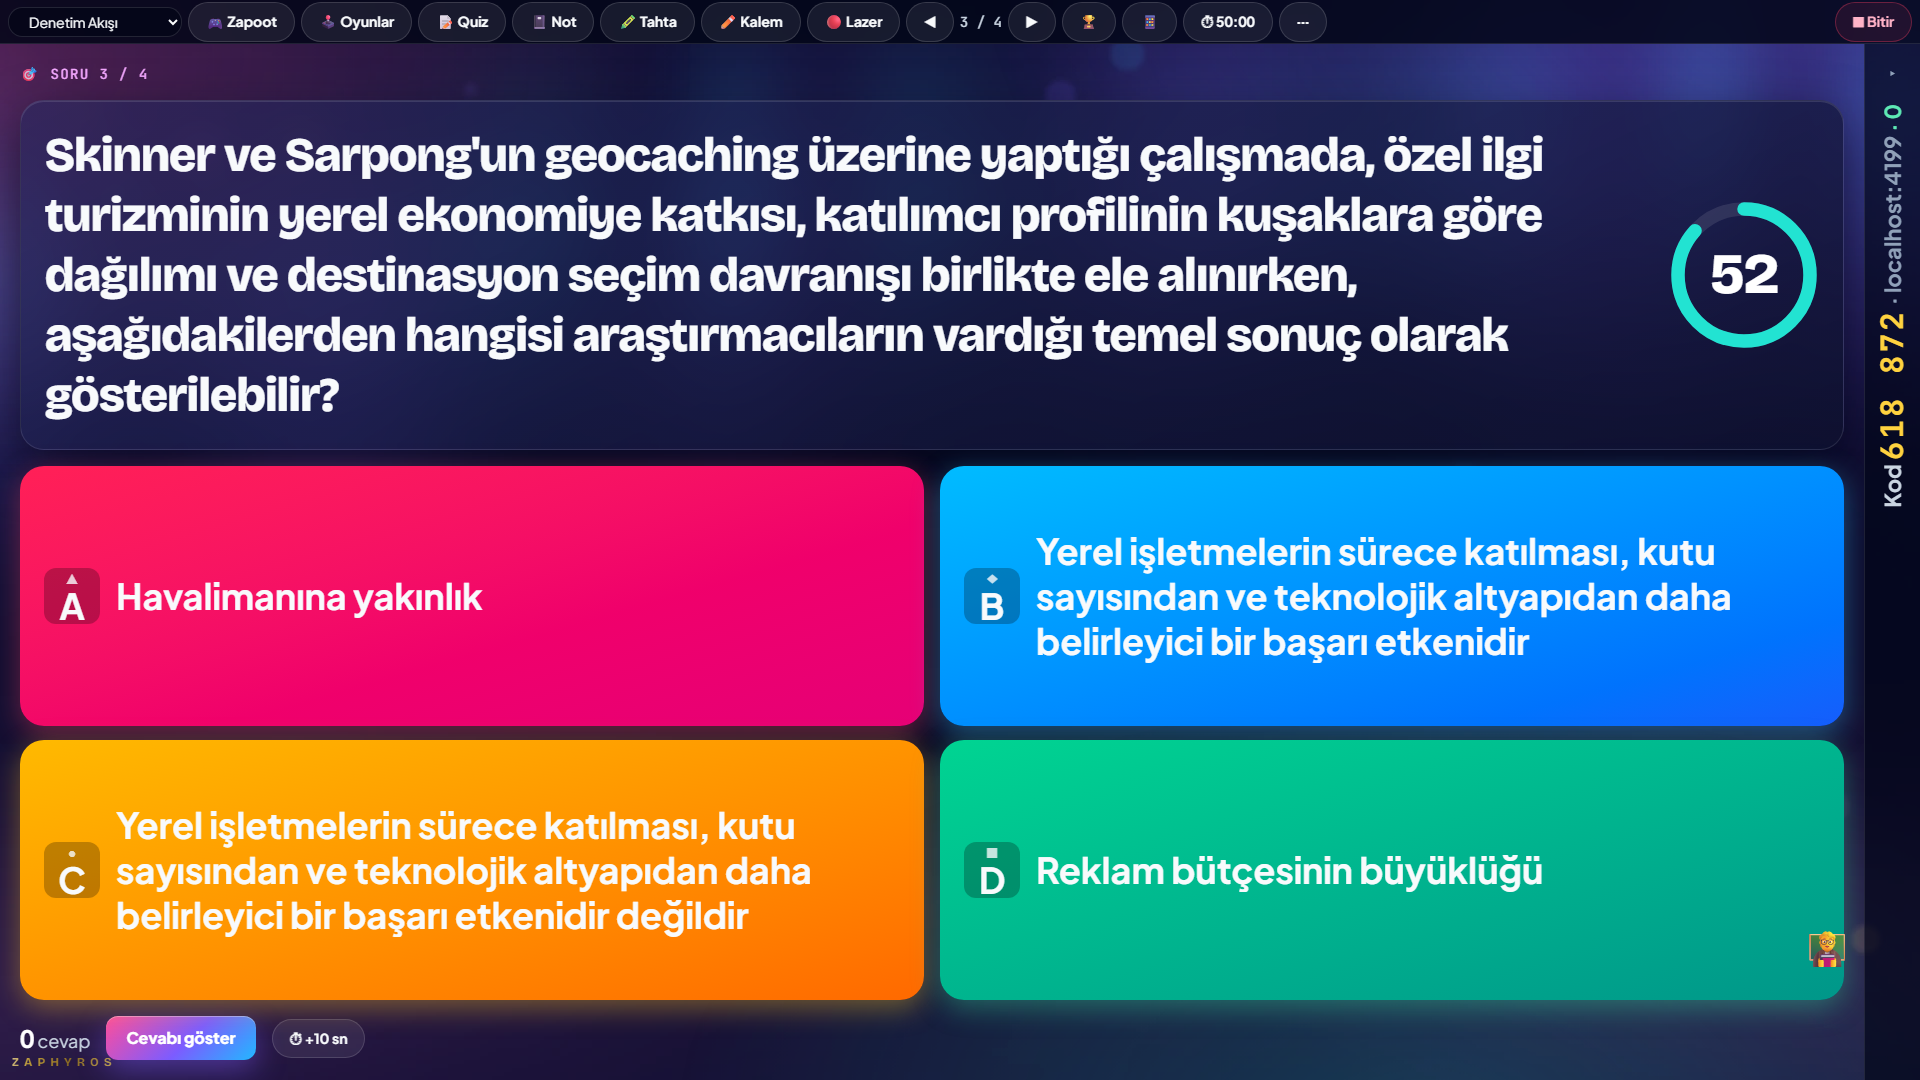 Denetim Akışı
Zapoot
Oyunlar
Quiz
Not
Tahta
Kalem
Lazer
3 / 4
50:00
---
Bitir
SORU 3 / 4
Skinner ve Sarpong'un geocaching üzerine yaptığı çalışmada, özel ilgi
turizminin yerel ekonomiye katkısı, katılımcı profilinin kuşaklara göre
dağılımı ve destinasyon seçim davranışı birlikte ele alınırken,
aşağıdakilerden hangisi araştırmacıların vardığı temel sonuç olarak
gösterilebilir?
52
A
Havalimanına yakınlık
B
Yerel işletmelerin sürece katılması, kutu
sayısından ve teknolojik altyapıdan daha
belirleyici bir başarı etkenidir
C
Yerel işletmelerin sürece katılması, kutu
sayısından ve teknolojik altyapıdan daha
belirleyici bir başarı etkenidir değildir
D
Reklam bütçesinin büyüklüğü
0 cevap
Cevabı göster
+10 sn
ZAPHYROS
Kod 618 872 · localhost:4199 · 0